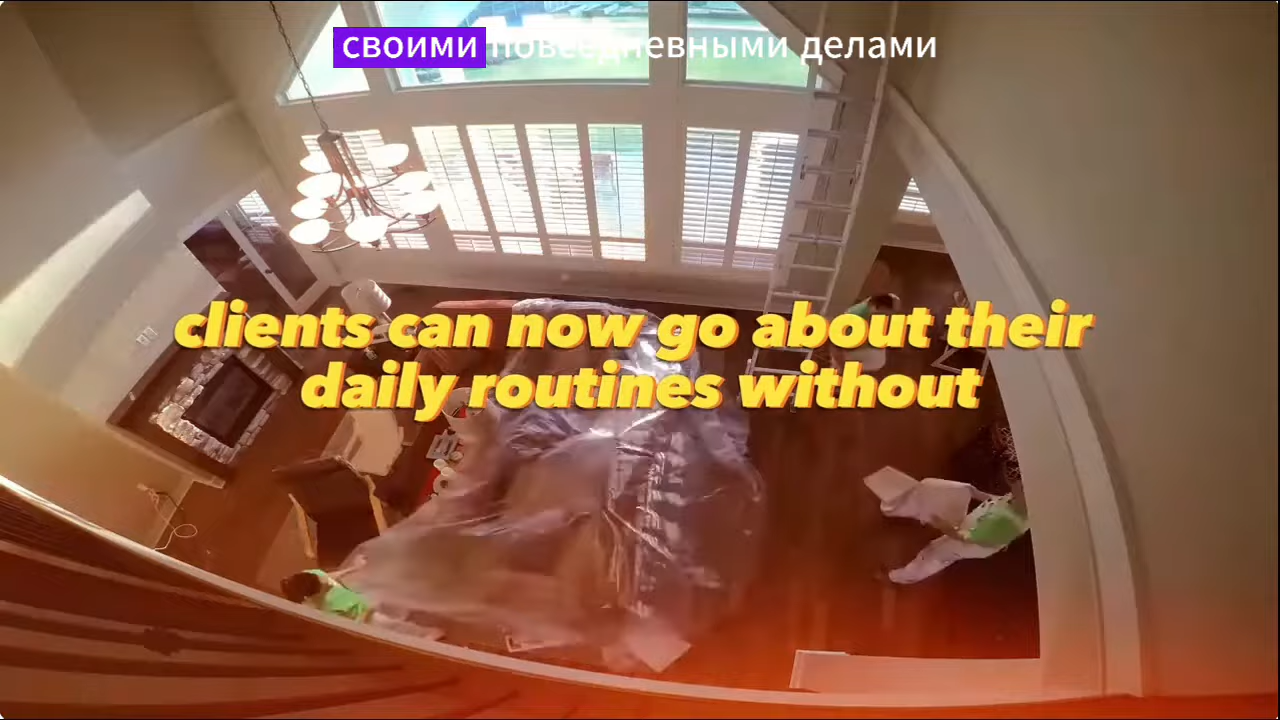 своими повседневными делами
clients can now go about their
daily routines without